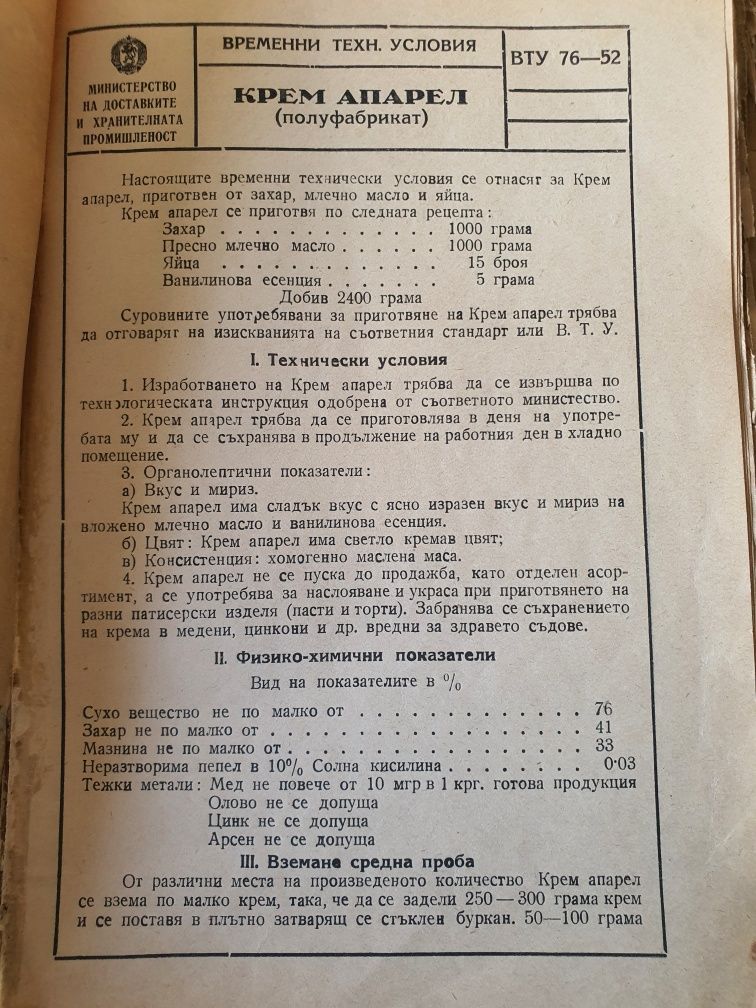 ВРЕМЕННИ ТЕХН. УСЛОВИЯ
ВТУ 76—52
МИНИСТЕРСТВО
НА ДОСТАВКИТЕ
И ХРАНИТЕЛНАТА
ПРОМИШЛЕНОСТ
КРЕМ АПАРЕЛ
(полуфабрикат)
Настоящите временни технически условия се отнасят за Крем
апарел, приготвен от захар, млечно масло и яйца.
Крем апарел се приготвя по следната рецепта:
Захар . . . . . . . . . . . . . 1000 грама
Пресно млечно масло . . . . . . 1000 грама
Яйца . . . . . . . . . . . . . 15 броя
Ванилинова есенция . . . . . . . 5 грама
Добив 2400 грама
Суровините употребявани за приготвяне на Крем апарел трябва
да отговарят на изискванията на съответния стандарт или В. Т. У.
I. Технически условия
1. Изработването на Крем апарел трябва да се извършва по
технологическата инструкция одобрена от съответното министество.
2. Крем апарел трябва да се приготовлява в деня на употре-
бата му и да се съхранява в продължение на работния ден в хладно
помещение.
3. Органолептични показатели:
а) Вкус и мириз.
Крем апарел има сладък вкус с ясно изразен вкус и мириз на
вложено млечно масло и ванилинова есенция.
б) Цвят: Крем апарел има светло кремав цвят;
в) Консистенция: хомогенно маслена маса.
4. Крем апарел не се пуска до продажба, като отделен асор-
тимент, а се употребява за наслояване и украса при приготвянето на
разни патисерски изделя (пасти и торти). Забранява се съхранението
на крема в медени, цинкони и др. вредни за здравето съдове.
II. Физико-химични показатели
Вид на показателите в %
Сухо вещество не по малко от . . . . . . . . . . . . . 76
Захар не по малко от . . . . . . . . . . . . . . . . . 41
Мазнина не по малко от . . . . . . . . . . . . . . . . 33
Неразтворима пепел в 10% Солна кисилина . . . . . . . . 0·03
Тежки метали: Мед не повече от 10 мгр в 1 крг. готова продукция
Олово не се допуща
Цинк не се допуща
Арсен не се допуща
III. Вземане средна проба
От различни места на произведеното количество Крем апарел
се взема по малко крем, така, че да се задели 250—300 грама крем
и се поставя в плътно затварящ се стъклен буркан. 50—100 грама